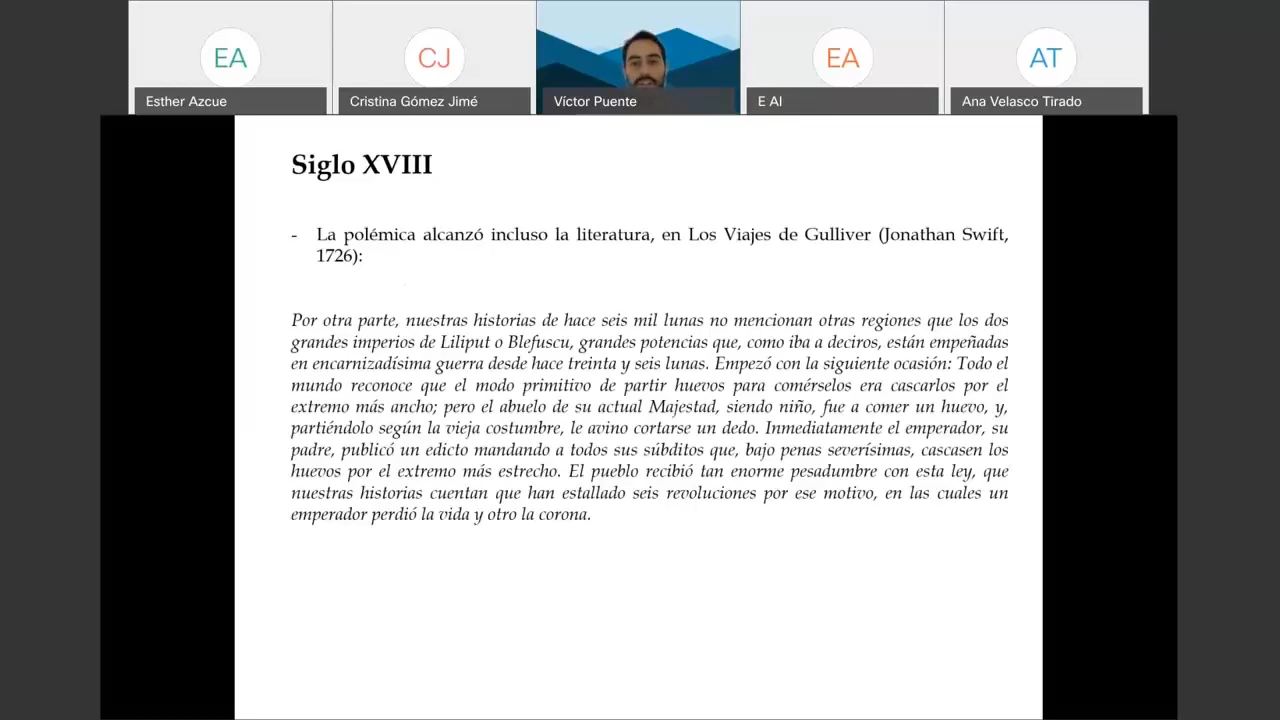 EA
CJ
EA
AT
Esther Azcue
Cristina Gómez Jimé
Víctor Puente
E Al
Ana Velasco Tirado
Siglo XVIII
- La polémica alcanzó incluso la literatura, en Los Viajes de Gulliver (Jonathan Swift,
1726):
Por otra parte, nuestras historias de hace seis mil lunas no mencionan otras regiones que los dos
grandes imperios de Liliput o Blefuscu, grandes potencias que, como iba a deciros, están empeñadas
en encarnizadísima guerra desde hace treinta y seis lunas. Empezó con la siguiente ocasión: Todo el
mundo reconoce que el modo primitivo de partir huevos para comérselos era cascarlos por el
extremo más ancho; pero el abuelo de su actual Majestad, siendo niño, fue a comer un huevo, y,
partiéndolo según la vieja costumbre, le avino cortarse un dedo. Inmediatamente el emperador, su
padre, publicó un edicto mandando a todos sus súbditos que, bajo penas severísimas, cascasen los
huevos por el extremo más estrecho. El pueblo recibió tan enorme pesadumbre con esta ley, que
nuestras historias cuentan que han estallado seis revoluciones por ese motivo, en las cuales un
emperador perdió la vida y otro la corona.